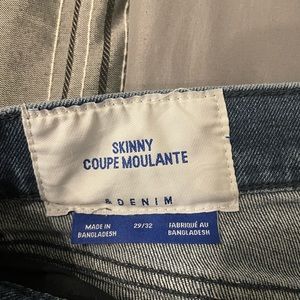 SKINNY
COUPE MOULANTE
& DENIM
MADE IN
BANGLADESH
29/32
FABRIQUÉ AU
BANGLADESH